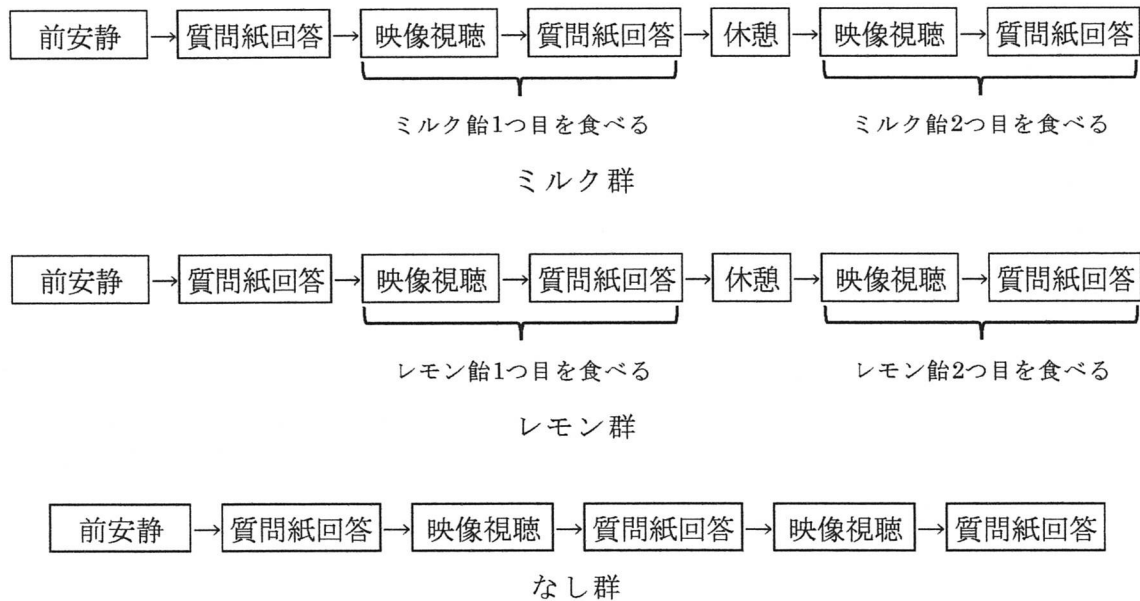 前安静→質問紙回答→映像視聴→質問紙回答→休憩→映像視聴→質問紙回答
ミルク飴1つ目を食べる ミルク飴2つ目を食べる
ミルク群
前安静→質問紙回答→映像視聴→質問紙回答→休憩→映像視聴→質問紙回答
レモン飴1つ目を食べる レモン飴2つ目を食べる
レモン群
前安静→質問紙回答→映像視聴→質問紙回答→映像視聴→質問紙回答
なし群